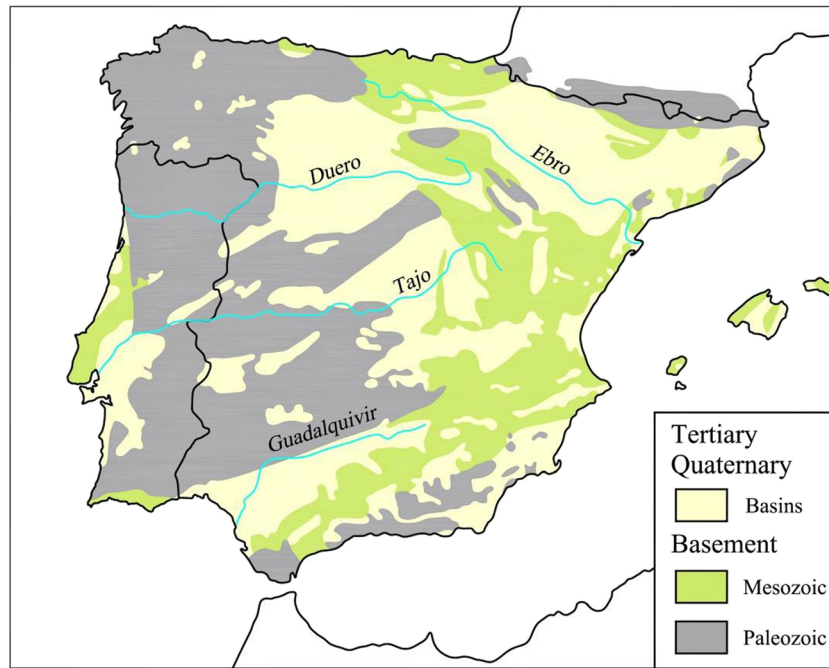 Duero
Ebro
Tajo
Guadalquivir
Tertiary
Quaternary
Basins
Basement
Mesozoic
Paleozoic